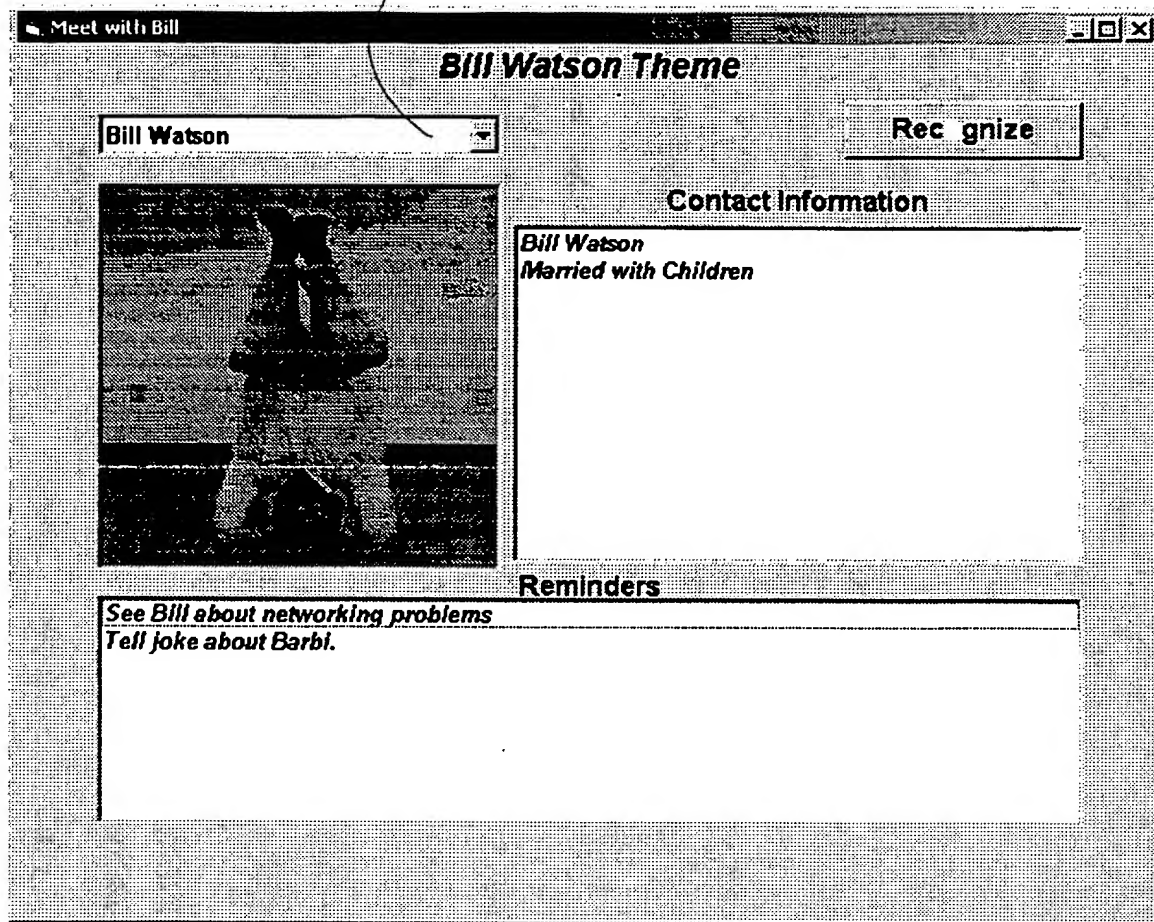 Meet with Bill
Bill Watson Theme
Bill Watson
Rec gnize
Contact Information
Bill Watson
Married with Children
Reminders
See Bill about networking problems
Tell joke about Barbi.